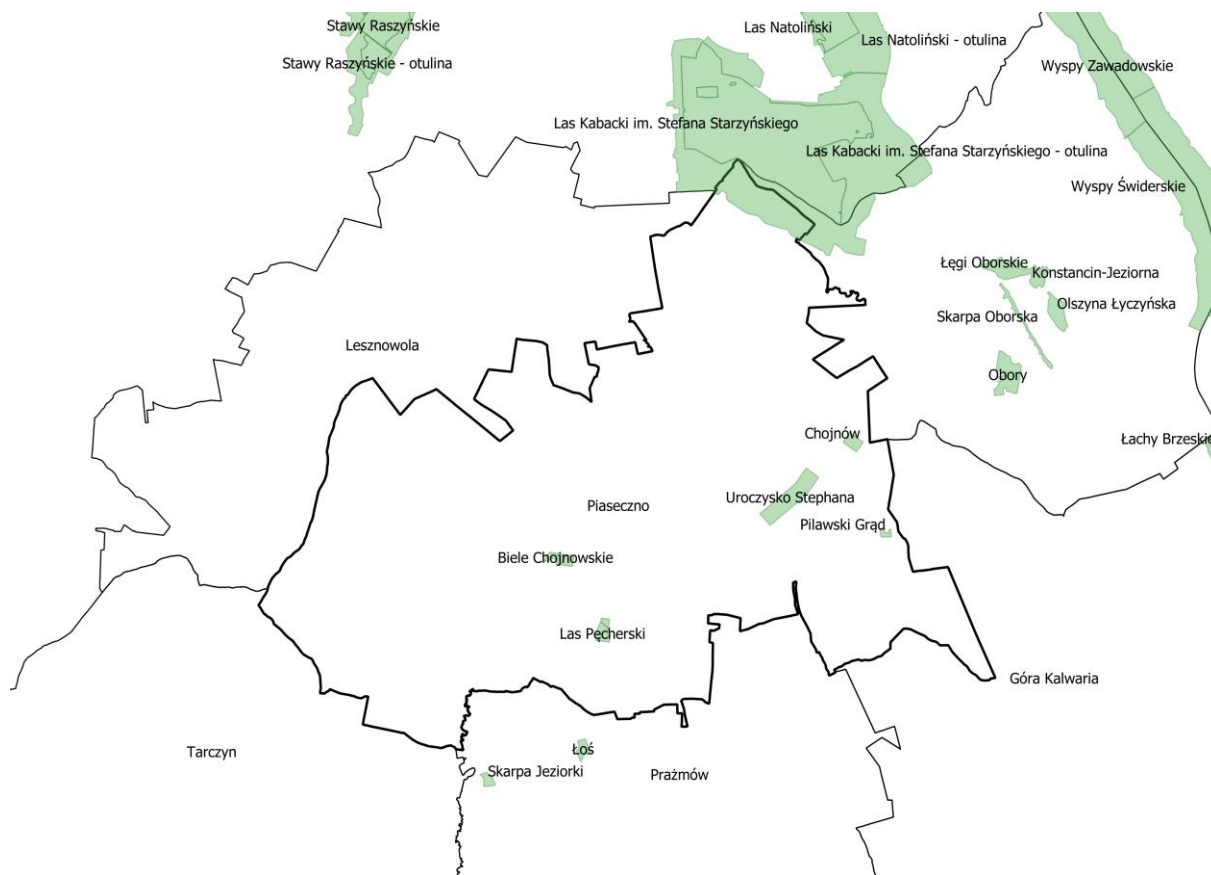 Stawy Raszyńskie
Las Natoliński
Las Natoliński - otulina
Stawy Raszyńskie - otulina
Wyspy Zawadowskie
Las Kabacki im. Stefana Starzyńskiego
Las Kabacki im. Stefana Starzyńskiego - otulina
Wyspy Świderskie
Łęgi Oborskie
Konstancin-Jeziorna
Olszyna Łyczyńska
Skarpa Oborska
Lesznowola
Obory
Chojnów
Łachy Brzeskie
Uroczysko Stephana
Piaseczno
Pilawski Grąd
Biele Chojnowskie
Las Pęcherski
Góra Kalwaria
Tarczyn
Łoś
Skarpa Jeziorki
Prażmów